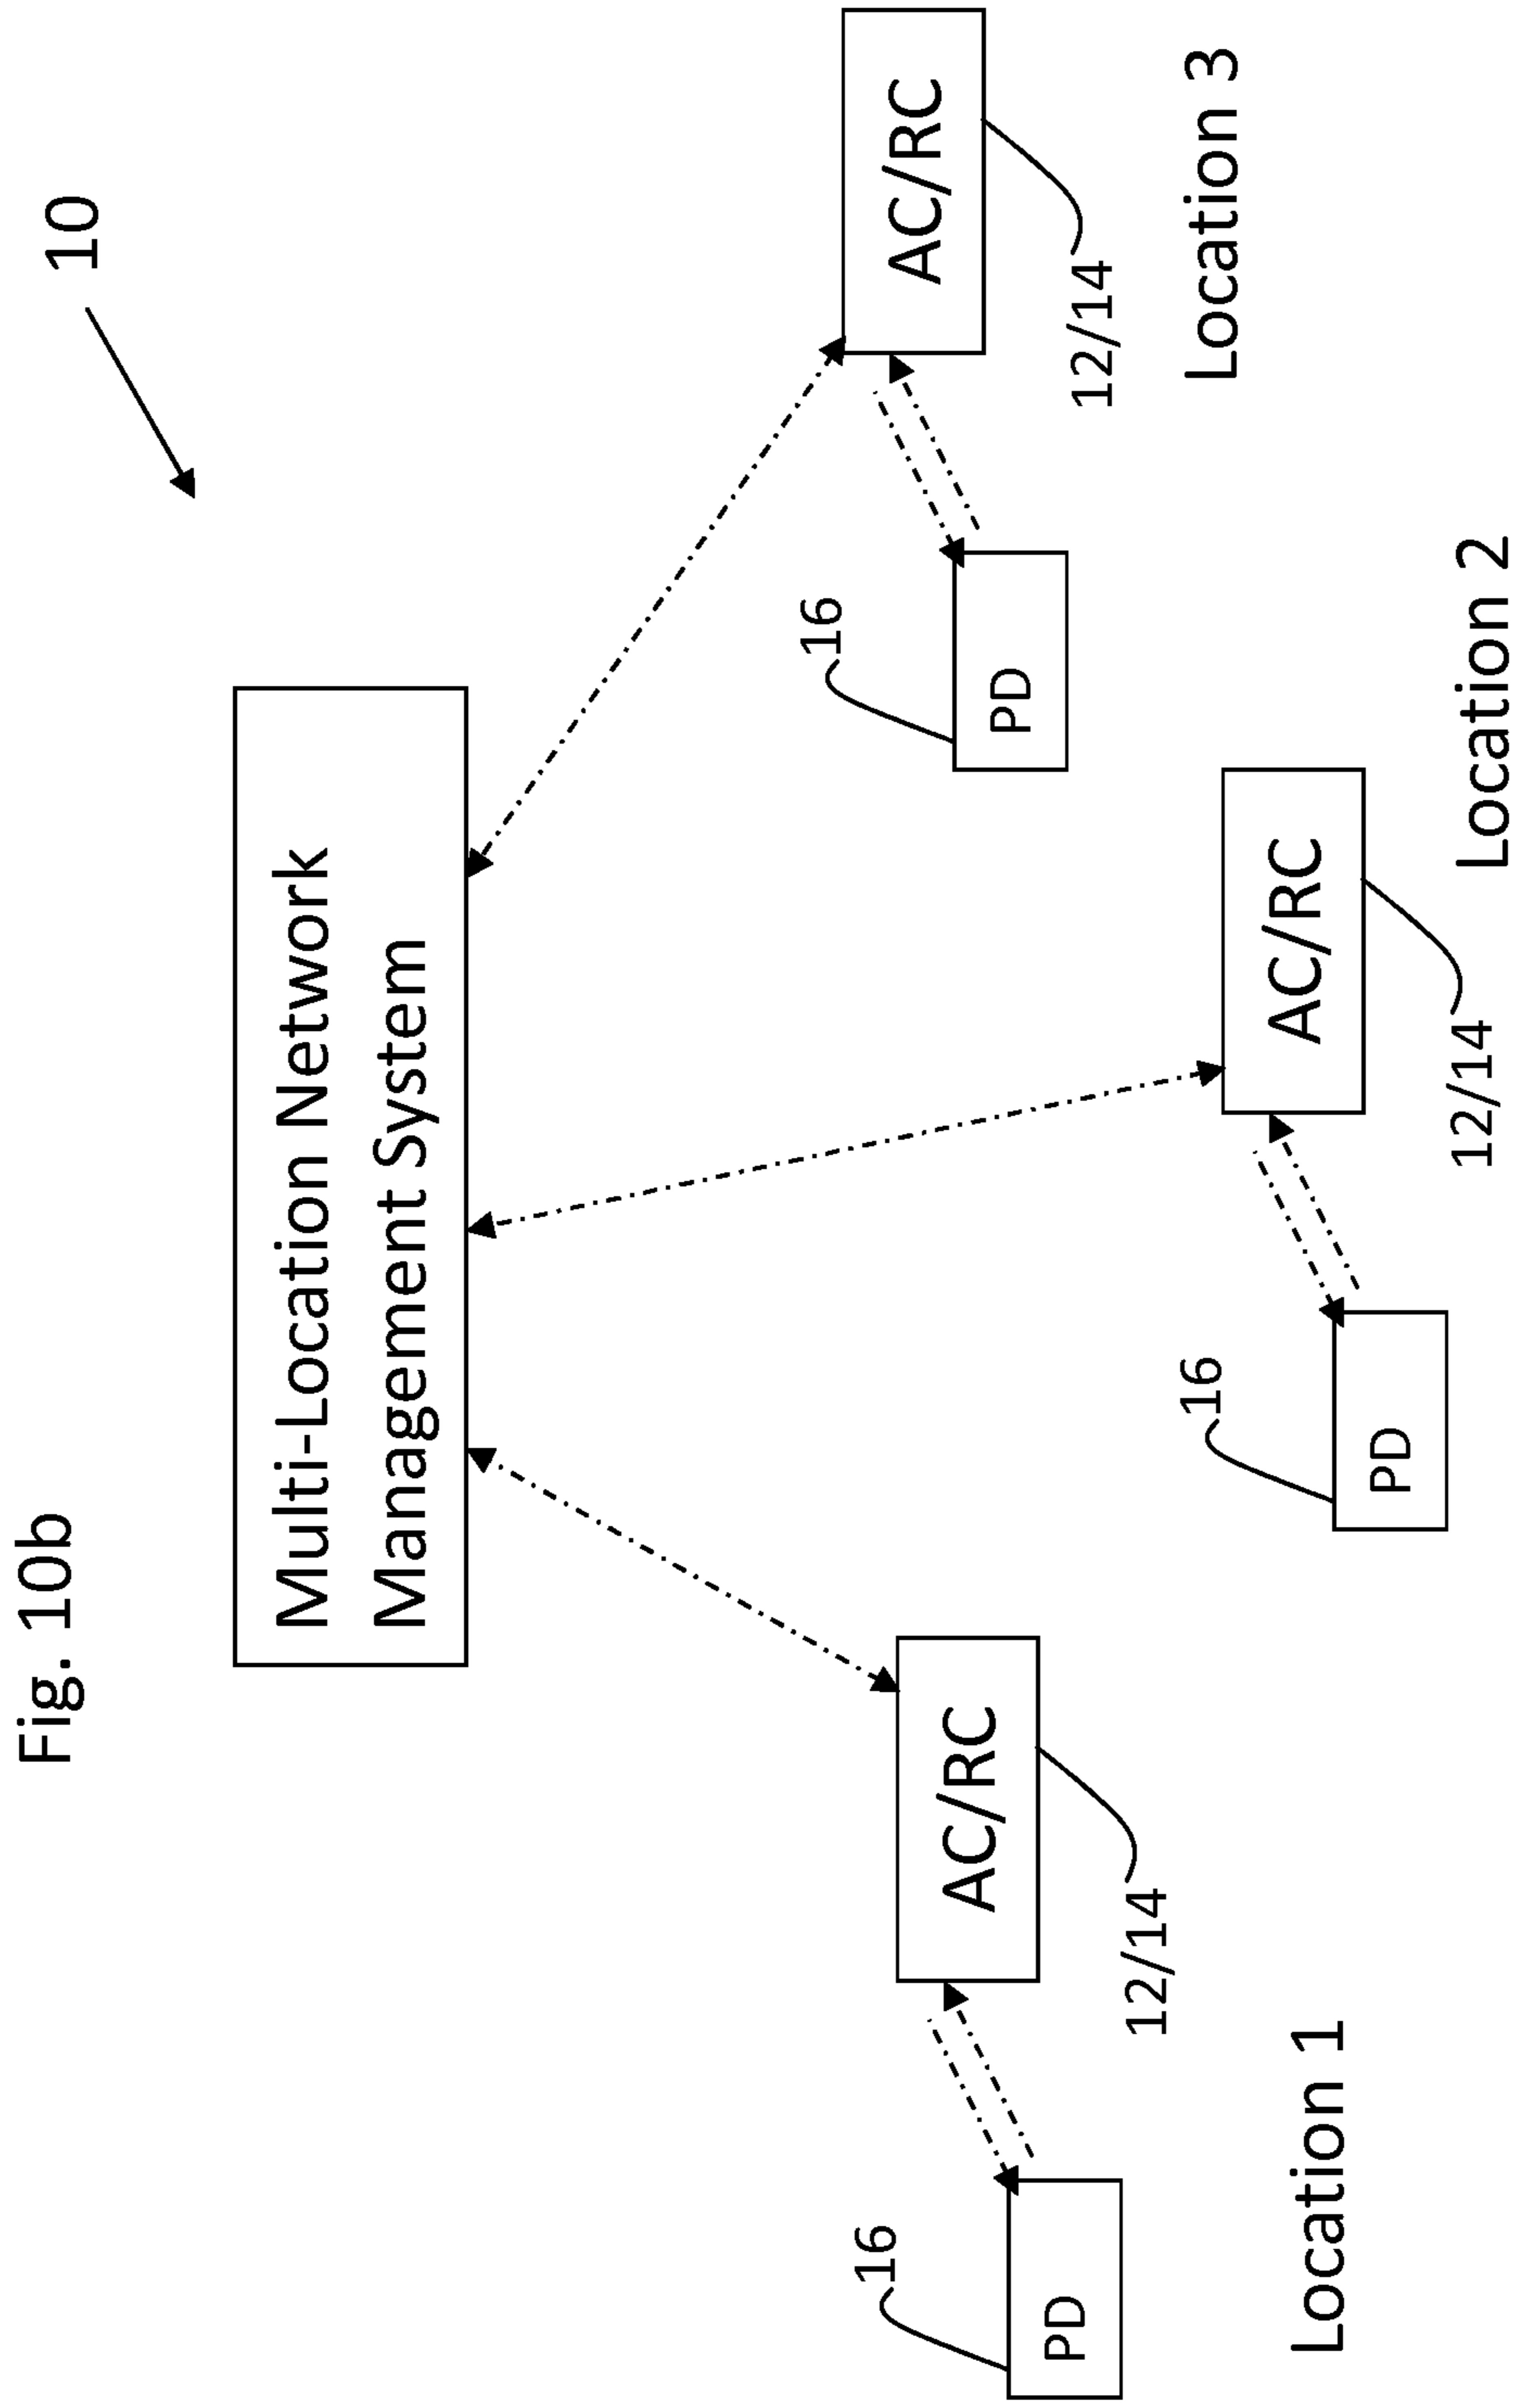 Fig. 10b
10
Multi-Location Network
Management System
AC/RC
12/14
16
PD
Location 1
AC/RC
12/14
16
PD
Location 2
AC/RC
12/14
16
PD
Location 3